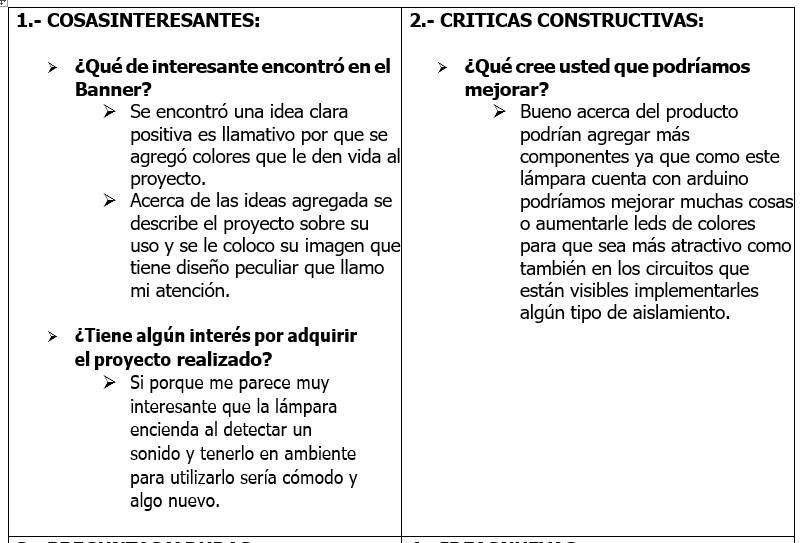 1.- COSASINTERESANTES:
➢ ¿Qué de interesante encontró en el
Banner?
➢ Se encontró una idea clara
positiva es llamativo por que se
agregó colores que le den vida al
proyecto.
➢ Acerca de las ideas agregada se
describe el proyecto sobre su
uso y se le coloco su imagen que
tiene diseño peculiar que llamo
mi atención.
➢ ¿Tiene algún interés por adquirir
el proyecto realizado?
➢ Si porque me parece muy
interesante que la lámpara
encienda al detectar un
sonido y tenerlo en ambiente
para utilizarlo sería cómodo y
algo nuevo.
2.- CRITICAS CONSTRUCTIVAS:
➢ ¿Qué cree usted que podríamos
mejorar?
➢ Bueno acerca del producto
podrían agregar más
componentes ya que como este
lámpara cuenta con arduino
podríamos mejorar muchas cosas
o aumentarle leds de colores
para que sea más atractivo como
también en los circuitos que
están visibles implementarles
algún tipo de aislamiento.